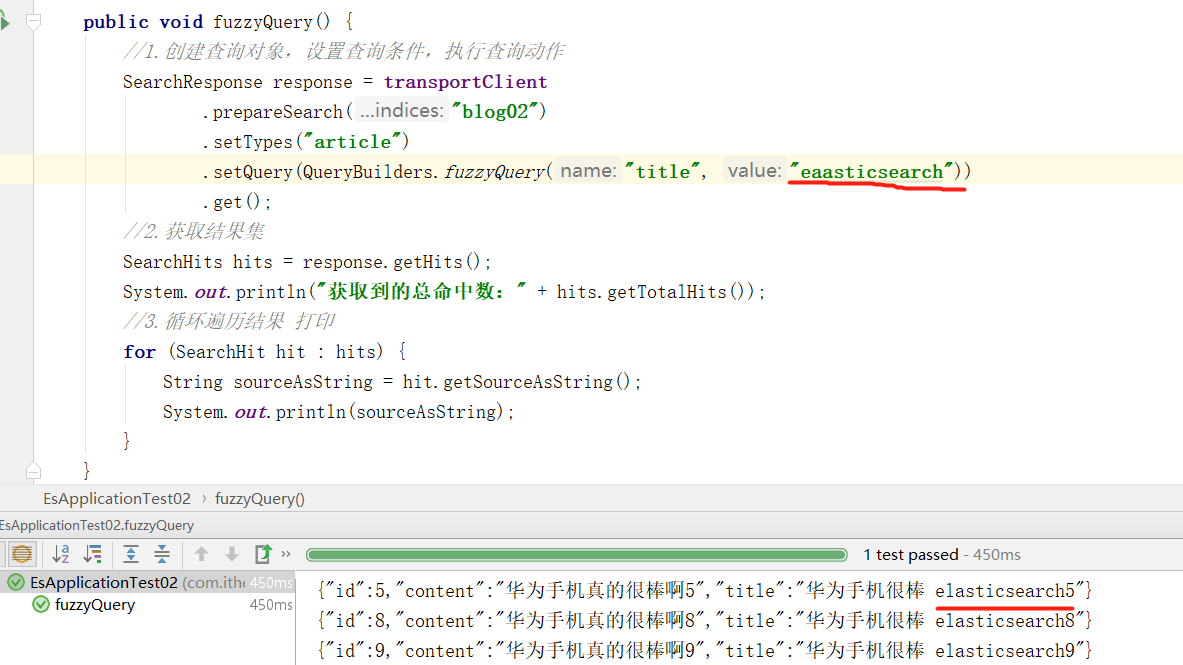 public void fuzzyQuery() {
//1.创建查询对象，设置查询条件，执行查询动作
SearchResponse response = transportClient
.prepareSearch( ...indices: "blog02")
.setTypes("article")
.setQuery(QueryBuilders.fuzzyQuery( name: "title", value: "eaasticsearch"))
.get();
//2.获取结果集
SearchHits hits = response.getHits();
System.out.println("获取到的总命中数：" + hits.getTotalHits());
//3.循环遍历结果 打印
for (SearchHit hit : hits) {
String sourceAsString = hit.getSourceAsString();
System.out.println(sourceAsString);
}
}
EsApplicationTest02 › fuzzyQuery()
EsApplicationTest02.fuzzyQuery
1 test passed - 450ms
EsApplicationTest02 (com.ithe 450ms
fuzzyQuery 450ms
{"id":5,"content":"华为手机真的很棒啊5","title":"华为手机很棒 elasticsearch5"}
{"id":8,"content":"华为手机真的很棒啊8","title":"华为手机很棒 elasticsearch8"}
{"id":9,"content":"华为手机真的很棒啊9","title":"华为手机很棒 elasticsearch9"}